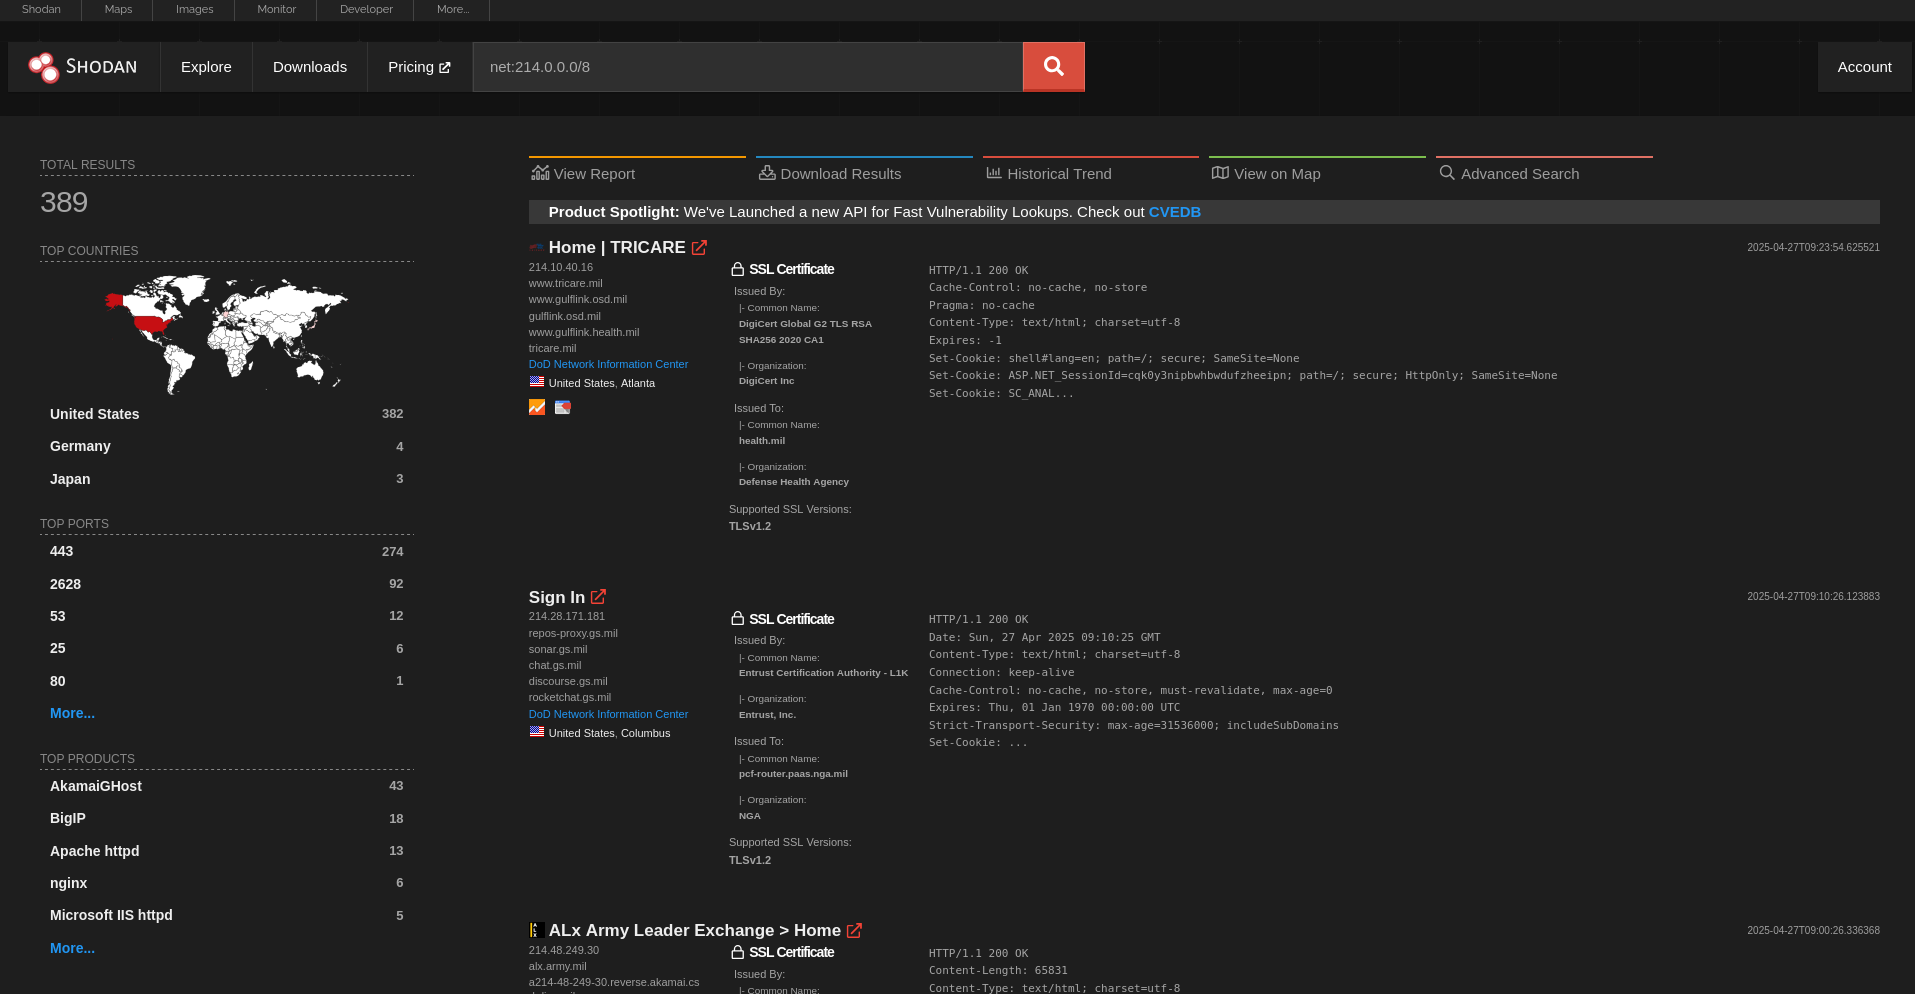 Shodan Maps Images Monitor Developer More...
SHODAN Explore Downloads Pricing net:214.0.0.0/8 Account
TOTAL RESULTS
389
TOP COUNTRIES
United States 382
Germany 4
Japan 3
TOP PORTS
443 274
2628 92
53 12
25 6
80 1
More...
TOP PRODUCTS
AkamaiGHost 43
BigIP 18
Apache httpd 13
nginx 6
Microsoft IIS httpd 5
More...
View Report Download Results Historical Trend View on Map Advanced Search
Product Spotlight: We've Launched a new API for Fast Vulnerability Lookups. Check out CVEDB
Home | TRICARE
2025-04-27T09:23:54.625521
214.10.40.16
www.tricare.mil
www.gulflink.osd.mil
gulflink.osd.mil
www.gulflink.health.mil
tricare.mil
DoD Network Information Center
United States, Atlanta
SSL Certificate
Issued By:
|- Common Name:
DigiCert Global G2 TLS RSA
SHA256 2020 CA1
|- Organization:
DigiCert Inc
Issued To:
|- Common Name:
health.mil
|- Organization:
Defense Health Agency
Supported SSL Versions:
TLSv1.2
HTTP/1.1 200 OK
Cache-Control: no-cache, no-store
Pragma: no-cache
Content-Type: text/html; charset=utf-8
Expires: -1
Set-Cookie: shell#lang=en; path=/; secure; SameSite=None
Set-Cookie: ASP.NET_SessionId=cqk0y3nipbwhbwdufzheeipn; path=/; secure; HttpOnly; SameSite=None
Set-Cookie: SC_ANAL...
Sign In
2025-04-27T09:10:26.123883
214.28.171.181
repos-proxy.gs.mil
sonar.gs.mil
chat.gs.mil
discourse.gs.mil
rocketchat.gs.mil
DoD Network Information Center
United States, Columbus
SSL Certificate
Issued By:
|- Common Name:
Entrust Certification Authority - L1K
|- Organization:
Entrust, Inc.
Issued To:
|- Common Name:
pcf-router.paas.nga.mil
|- Organization:
NGA
Supported SSL Versions:
TLSv1.2
HTTP/1.1 200 OK
Date: Sun, 27 Apr 2025 09:10:25 GMT
Content-Type: text/html; charset=utf-8
Connection: keep-alive
Cache-Control: no-cache, no-store, must-revalidate, max-age=0
Expires: Thu, 01 Jan 1970 00:00:00 UTC
Strict-Transport-Security: max-age=31536000; includeSubDomains
Set-Cookie: ...
ALx Army Leader Exchange > Home
2025-04-27T09:00:26.336368
214.48.249.30
alx.army.mil
a214-48-249-30.reverse.akamai.cs
SSL Certificate
Issued By:
|- Common Name:
HTTP/1.1 200 OK
Content-Length: 65831
Content-Type: text/html; charset=utf-8